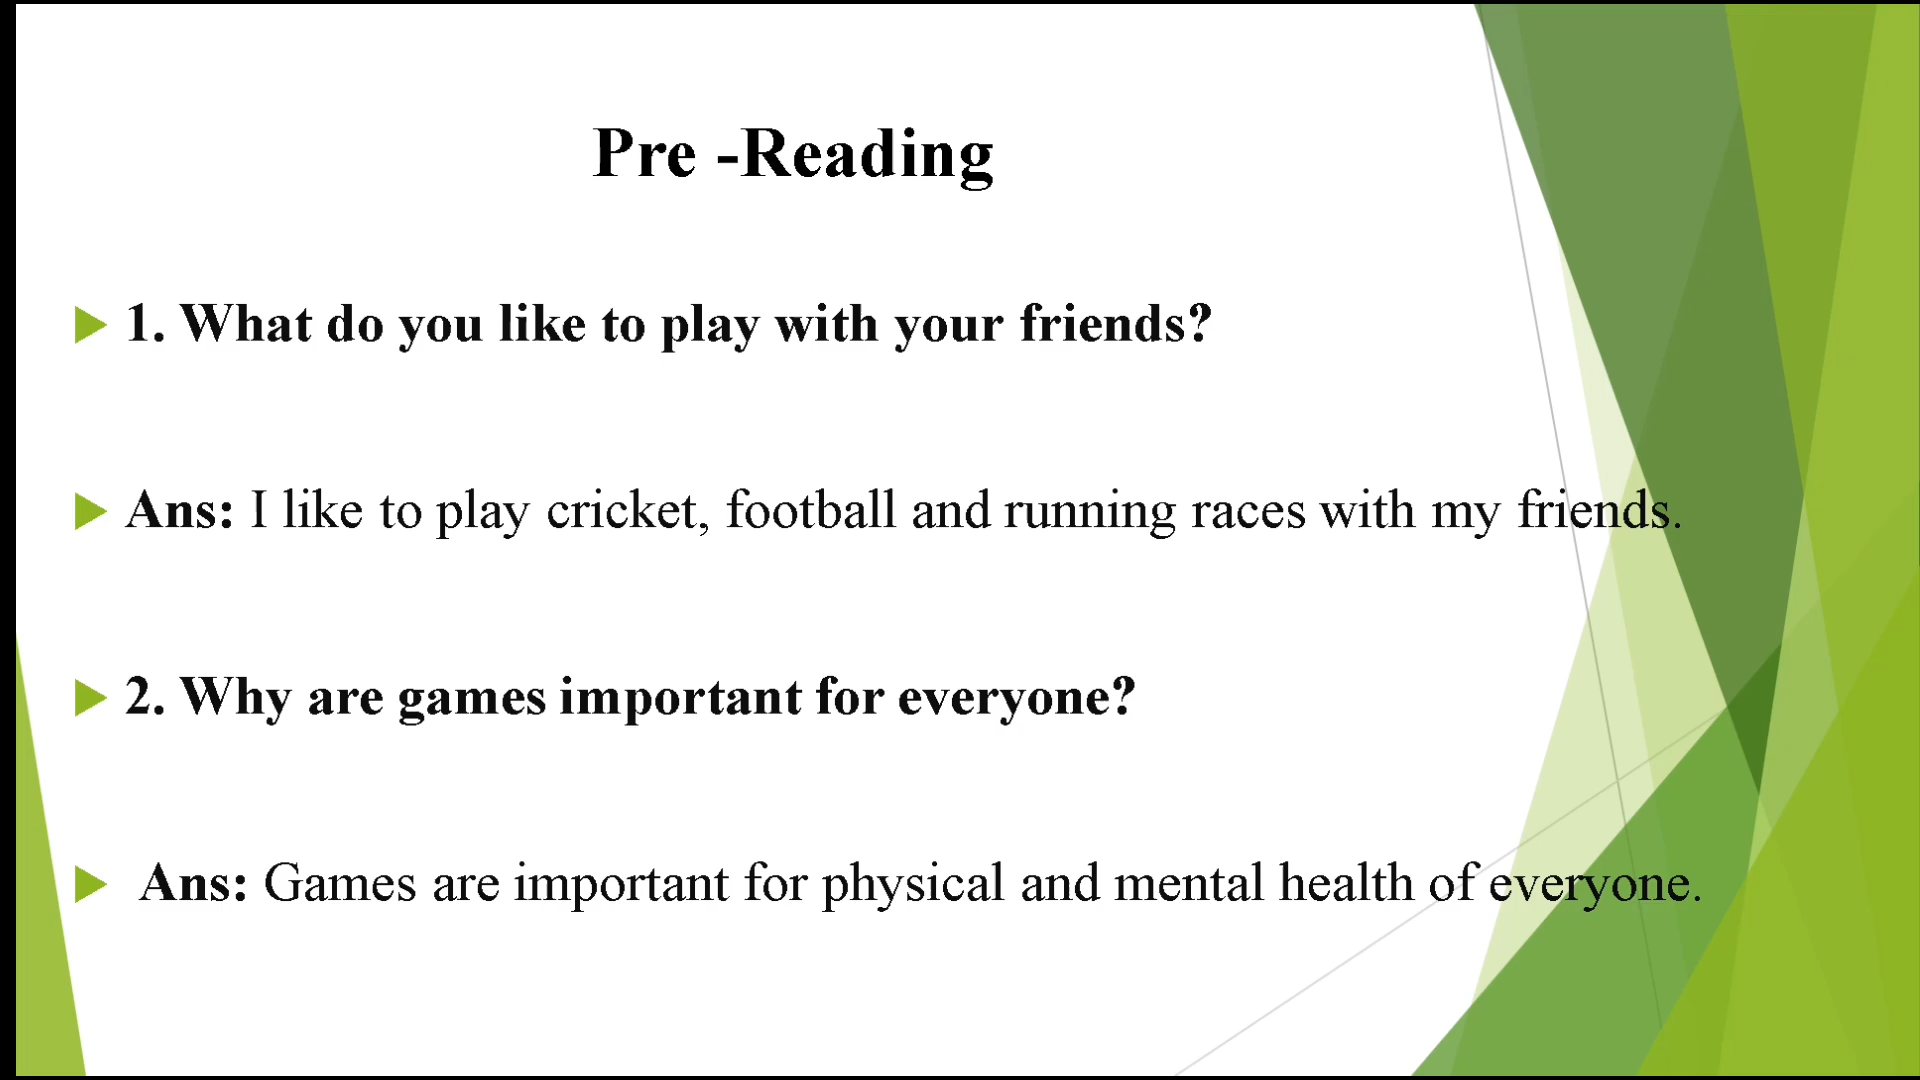 Pre -Reading
1. What do you like to play with your friends?
Ans: I like to play cricket, football and running races with my friends.
2. Why are games important for everyone?
Ans: Games are important for physical and mental health of everyone.